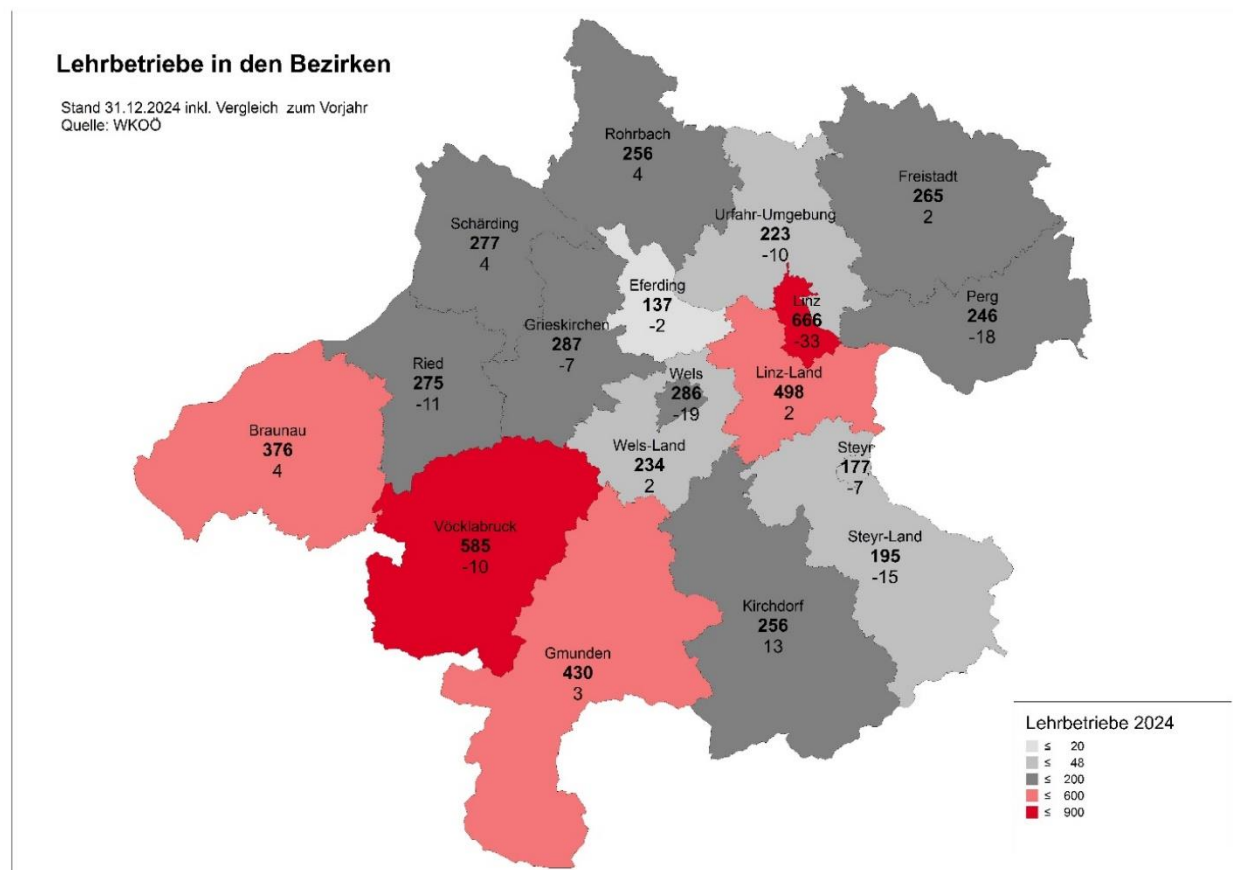 Lehrbetriebe in den Bezirken
Stand 31.12.2024 inkl. Vergleich zum Vorjahr
Quelle: WKOÖ
Rohrbach
256
4
Freistadt
265
2
Urfahr-Umgebung
223
-10
Schärding
277
4
Eferding
137
-2
Linz
666
-33
Perg
246
-18
Grieskirchen
287
-7
Ried
275
-11
Wels
286
-19
Linz-Land
498
2
Braunau
376
4
Wels-Land
234
2
Steyr
177
-7
Vöcklabruck
585
-10
Steyr-Land
195
-15
Kirchdorf
256
13
Gmunden
430
3
Lehrbetriebe 2024
≤ 20
≤ 48
≤ 200
≤ 600
≤ 900